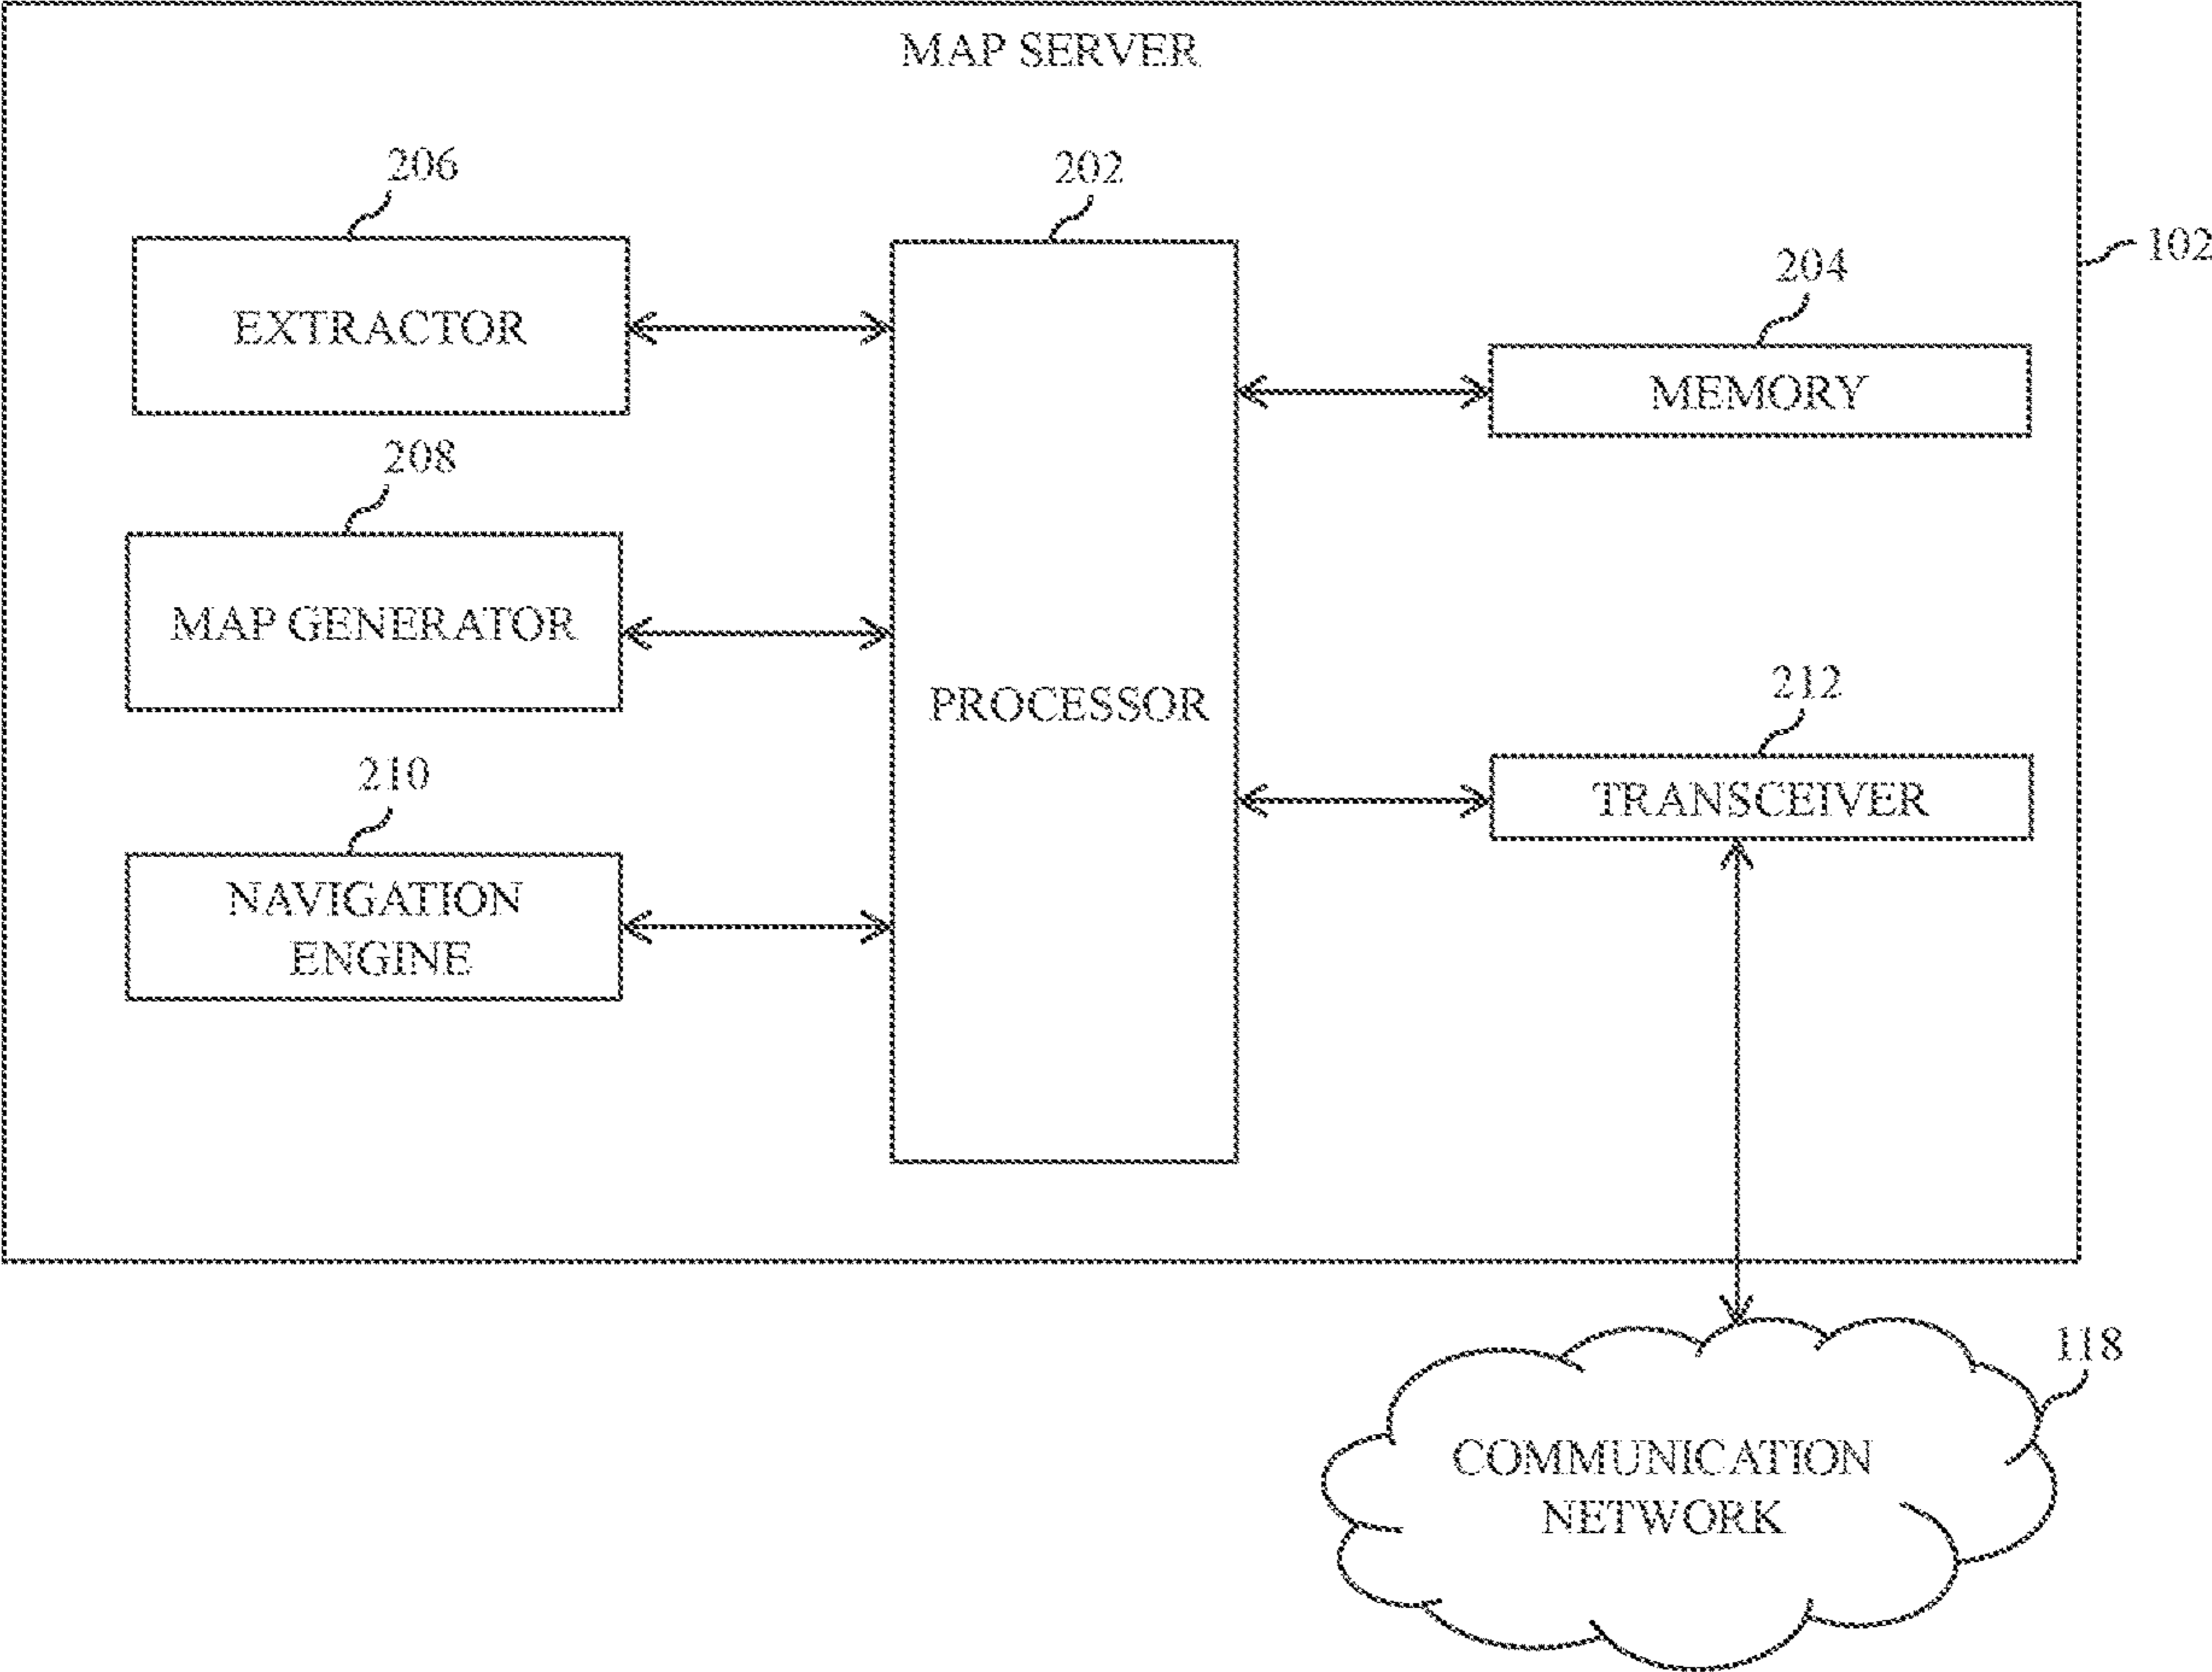 MAP SERVER
206
202
102
204
EXTRACTOR
MEMORY
208
MAP GENERATOR
212
PROCESSOR
210
TRANSCEIVER
NAVIGATION
ENGINE
118
COMMUNICATION
NETWORK